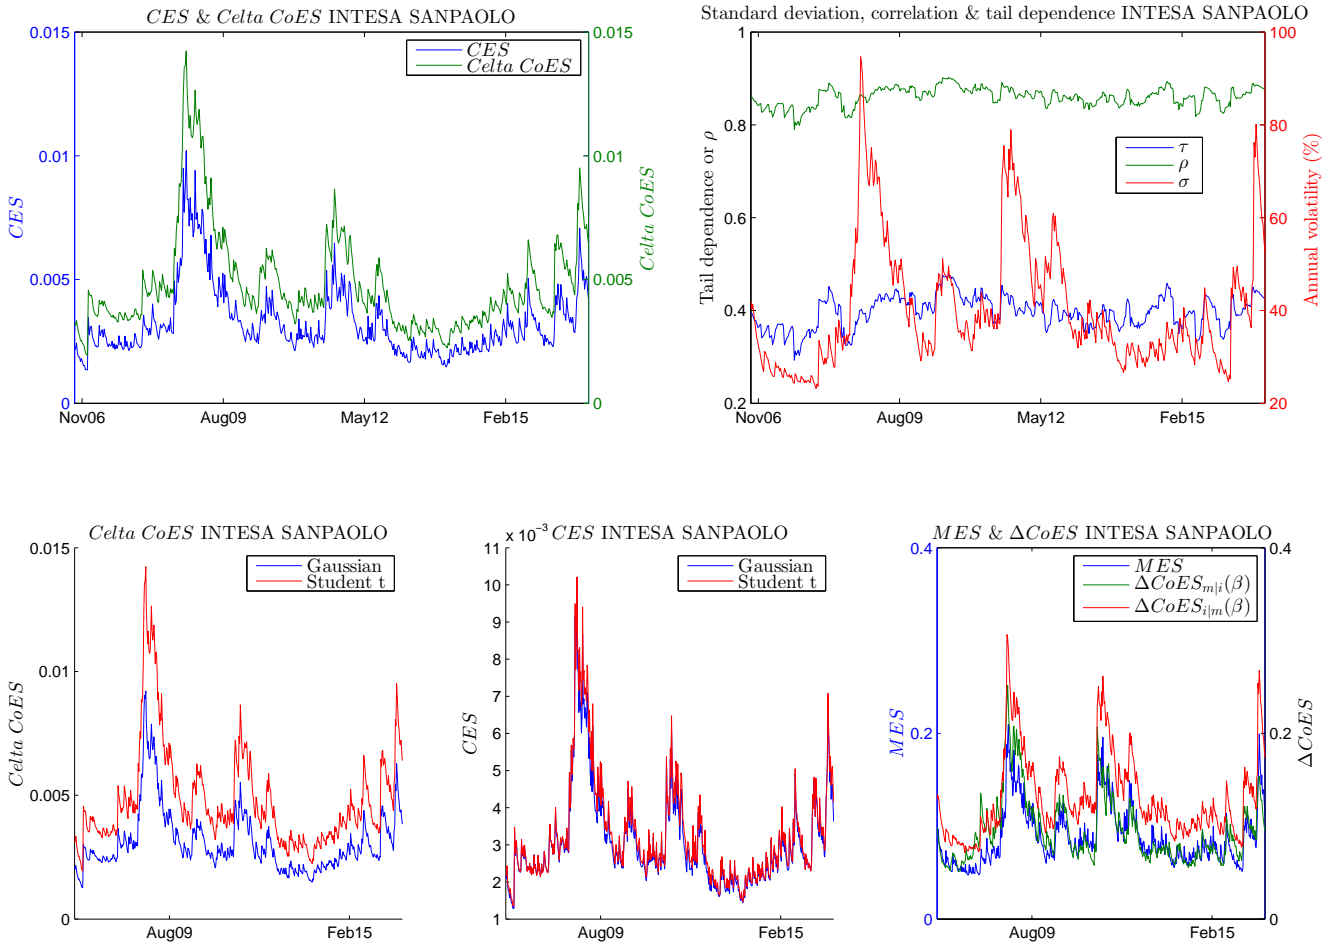 CES & Celta CoES INTESA SANPAOLO
0.015
0.01
0.005
0
CES
CES
Celta CoES
0.015
0.01
0.005
0
Celta CoES
Nov06 Aug09 May12 Feb15
Standard deviation, correlation & tail dependence INTESA SANPAOLO
1
0.8
0.6
0.4
0.2
Tail dependence or ρ
τ
ρ
σ
100
80
60
40
20
Annual volatility (%)
Nov06 Aug09 May12 Feb15
Celta CoES INTESA SANPAOLO
0.015
0.01
0.005
0
Celta CoES
Gaussian
Student t
Aug09 Feb15
x 10⁻³ CES INTESA SANPAOLO
11
10
9
8
7
6
5
4
3
2
1
CES
Gaussian
Student t
Aug09 Feb15
MES & ΔCoES INTESA SANPAOLO
0.4
0.2
0
MES
MES
ΔCoES_{m|i}(β)
ΔCoES_{i|m}(β)
0.4
0.2
0
ΔCoES
Aug09 Feb15